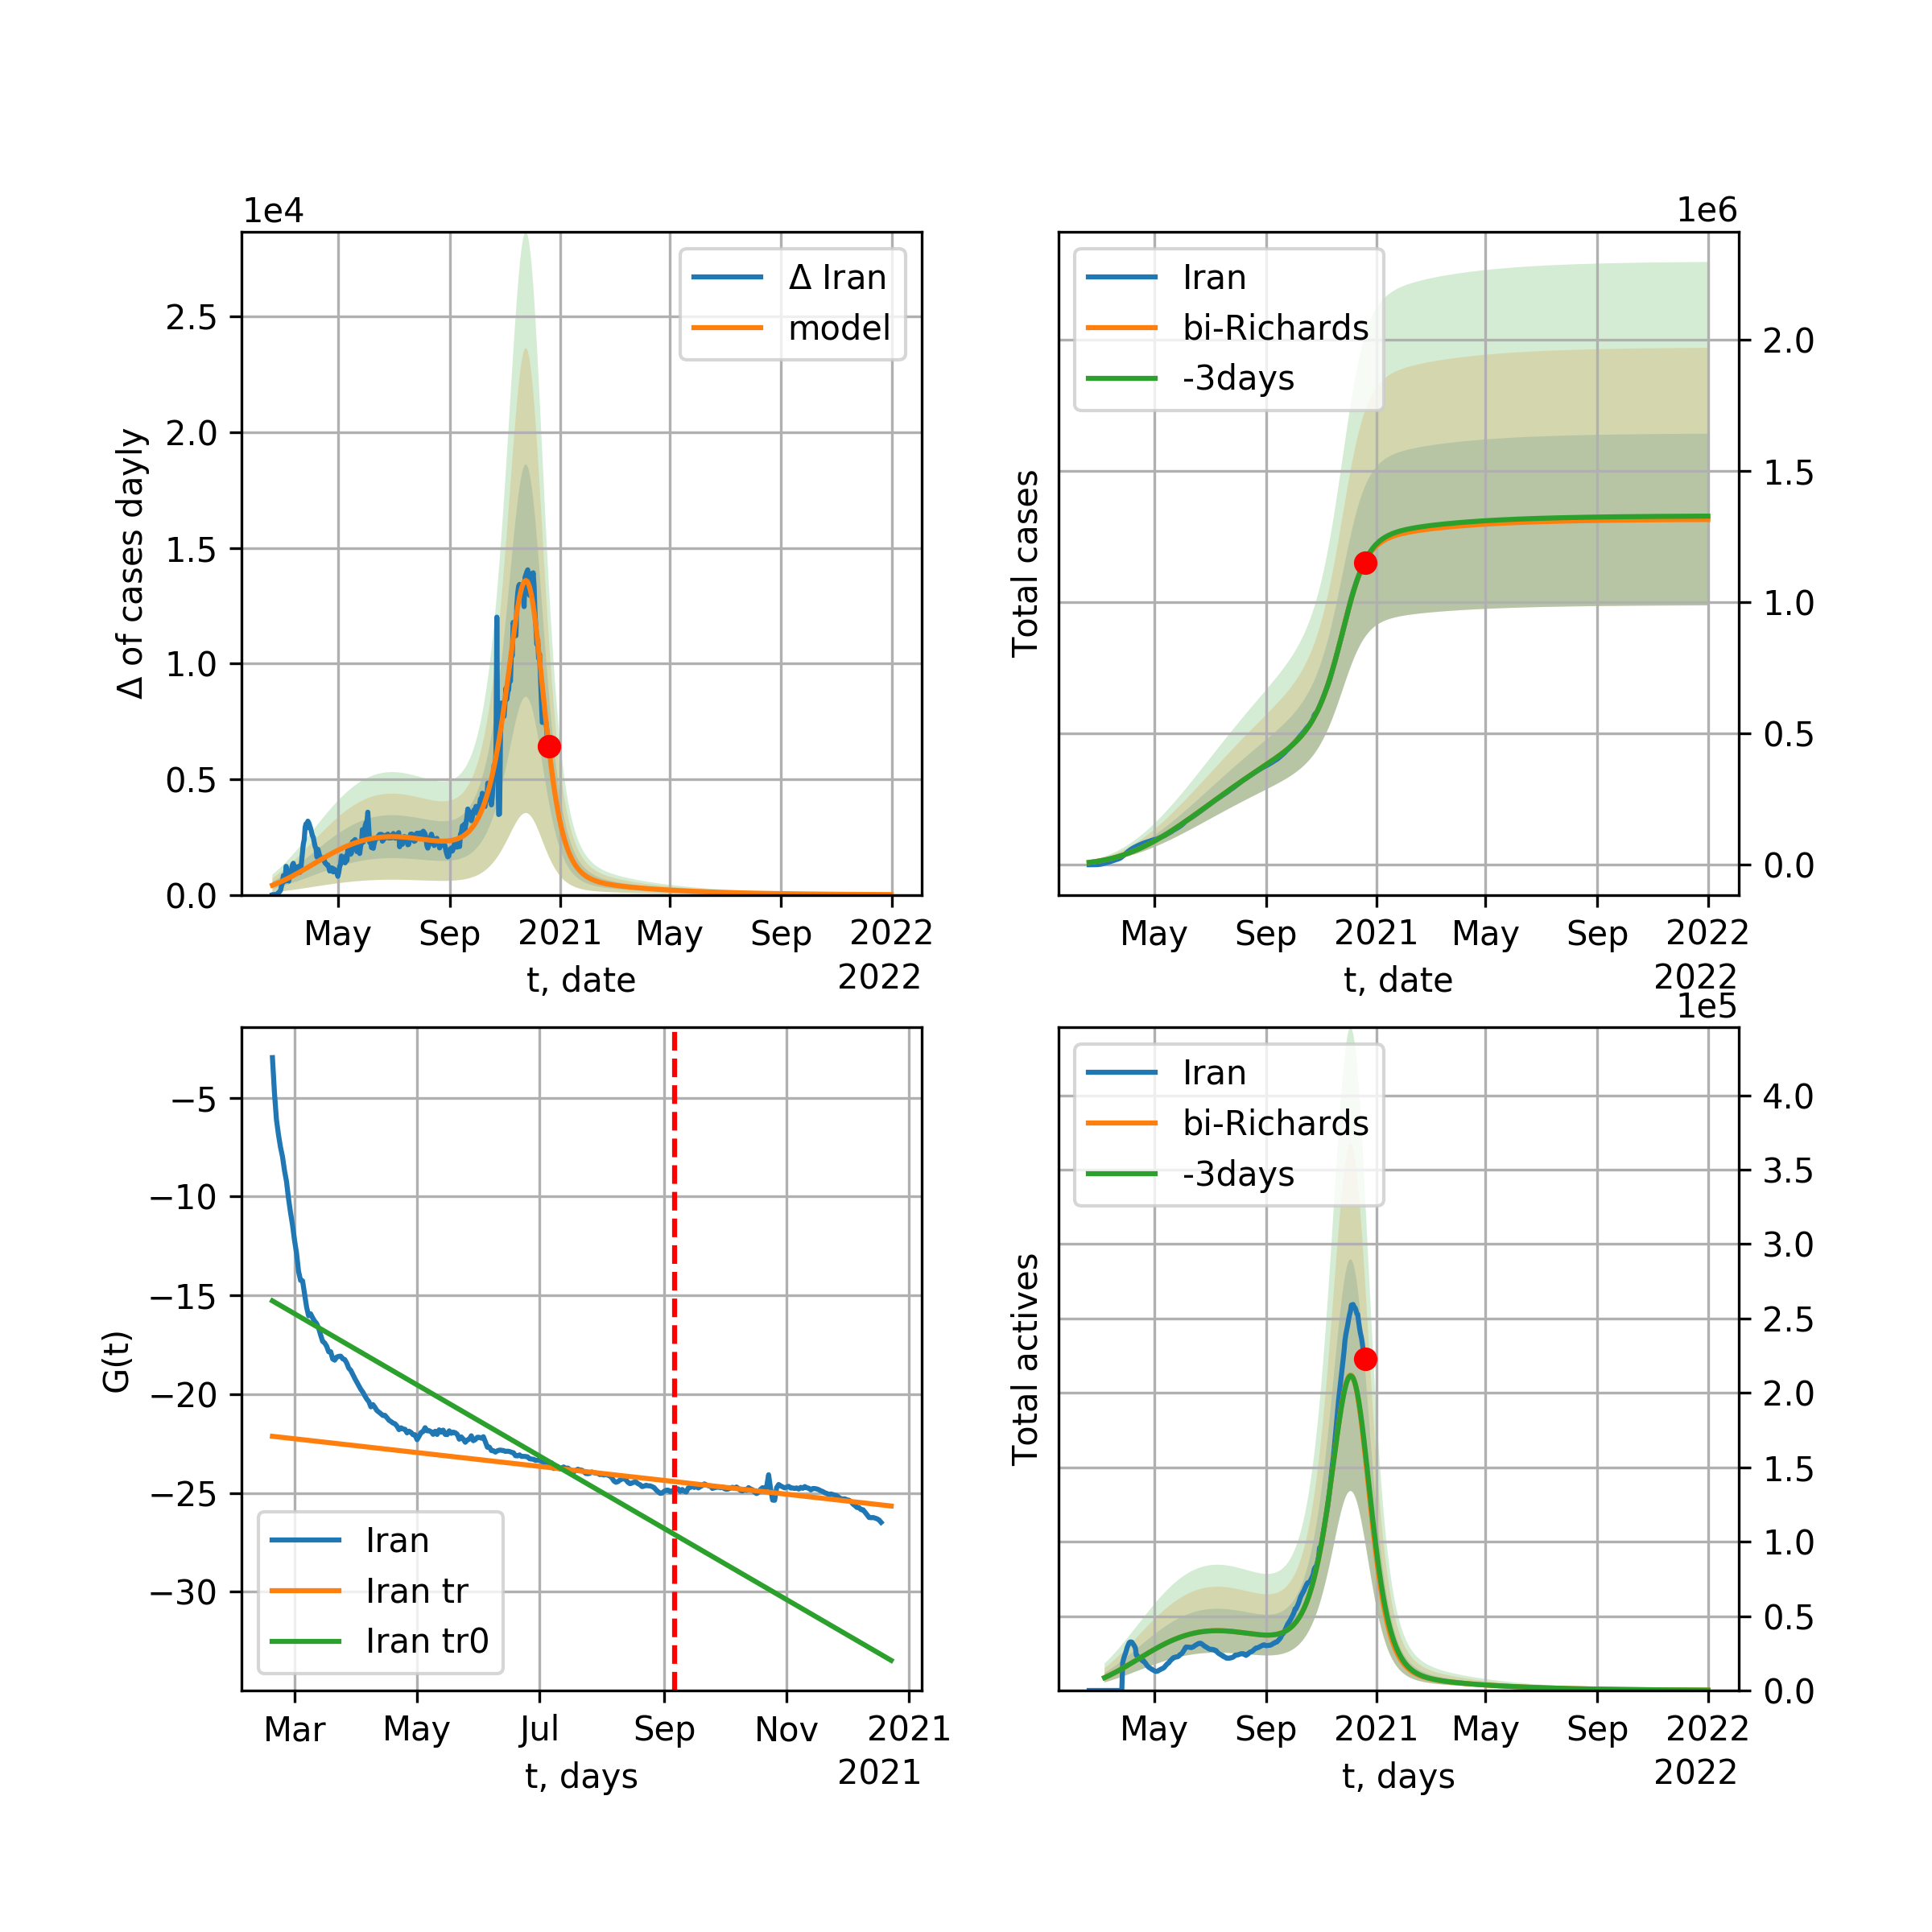 1e4
Δ of cases dayly
2.5
2.0
1.5
1.0
0.5
0.0
Δ Iran
model
May Sep 2021 May Sep 2022
t, date
2022
1e6
Total cases
Iran
bi-Richards
-3days
2.0
1.5
1.0
0.5
0.0
May Sep 2021 May Sep 2022
t, date
2022
G(t)
−5
−10
−15
−20
−25
−30
Iran
Iran tr
Iran tr0
Mar May Jul Sep Nov 2021
t, days
2021
1e5
Total actives
Iran
bi-Richards
-3days
4.0
3.5
3.0
2.5
2.0
1.5
1.0
0.5
0.0
May Sep 2021 May Sep 2022
t, days
2022